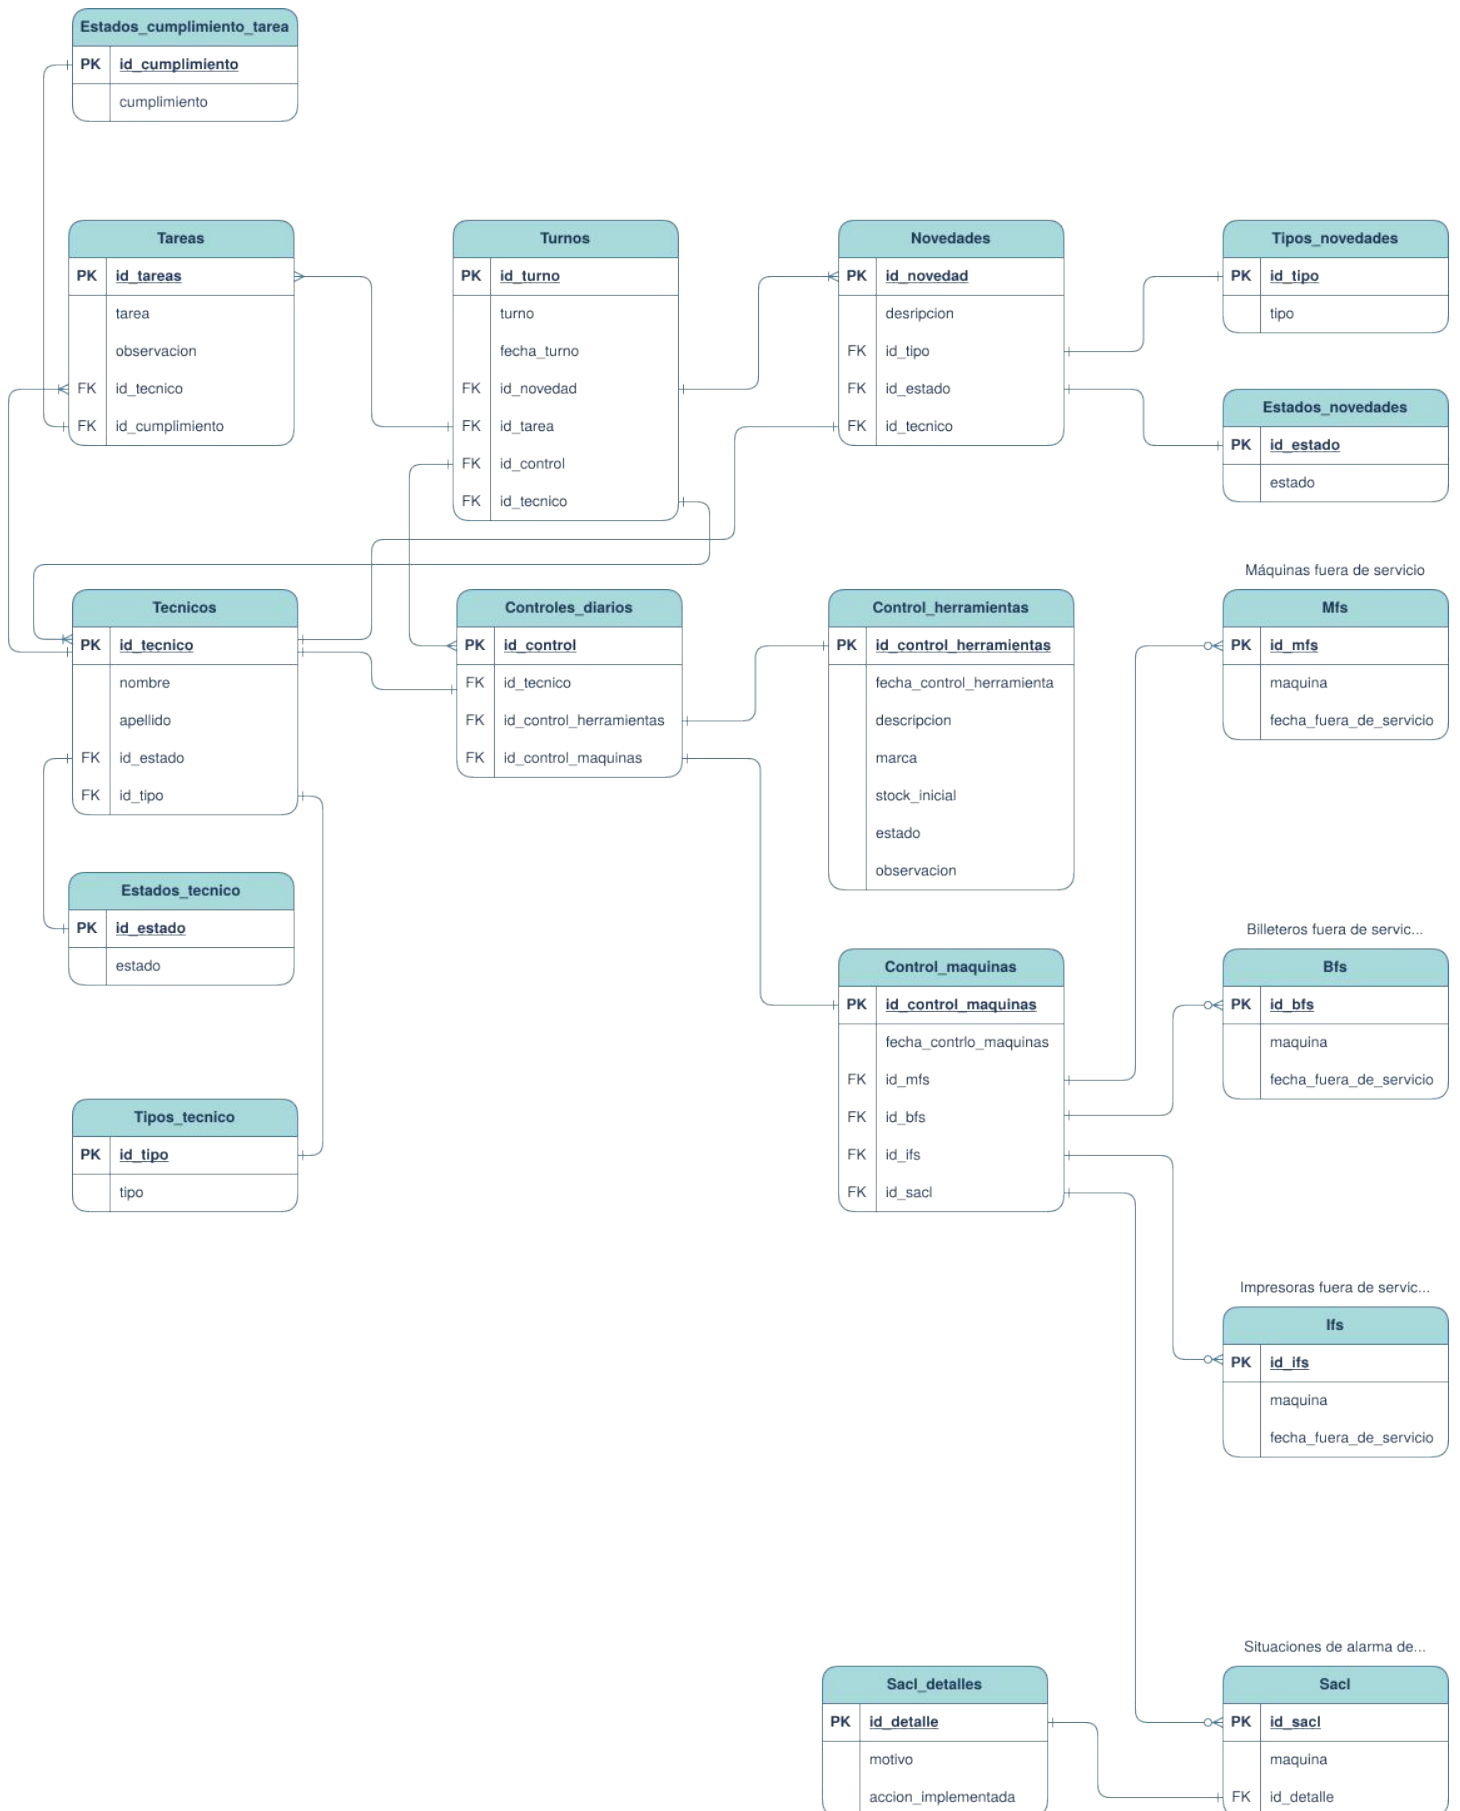 Estados_cumplimiento_tarea
PK id_cumplimiento
cumplimiento
Tareas
PK id_tareas
tarea
observacion
FK id_tecnico
FK id_cumplimiento
Turnos
PK id_turno
turno
fecha_turno
FK id_novedad
FK id_tarea
FK id_control
FK id_tecnico
Novedades
PK id_novedad
desripcion
FK id_tipo
FK id_estado
FK id_tecnico
Tipos_novedades
PK id_tipo
tipo
Estados_novedades
PK id_estado
estado
Tecnicos
PK id_tecnico
nombre
apellido
FK id_estado
FK id_tipo
Controles_diarios
PK id_control
FK id_tecnico
FK id_control_herramientas
FK id_control_maquinas
Control_herramientas
PK id_control_herramientas
fecha_control_herramienta
descripcion
marca
stock_inicial
estado
observacion
Máquinas fuera de servicio
Mfs
PK id_mfs
maquina
fecha_fuera_de_servicio
Estados_tecnico
PK id_estado
estado
Tipos_tecnico
PK id_tipo
tipo
Control_maquinas
PK id_control_maquinas
fecha_contrlo_maquinas
FK id_mfs
FK id_bfs
FK id_ifs
FK id_sacl
Billeteros fuera de servic...
Bfs
PK id_bfs
maquina
fecha_fuera_de_servicio
Impresoras fuera de servic...
Ifs
PK id_ifs
maquina
fecha_fuera_de_servicio
Sacl_detalles
PK id_detalle
motivo
accion_implementada
Situaciones de alarma de...
Sacl
PK id_sacl
maquina
FK id_detalle